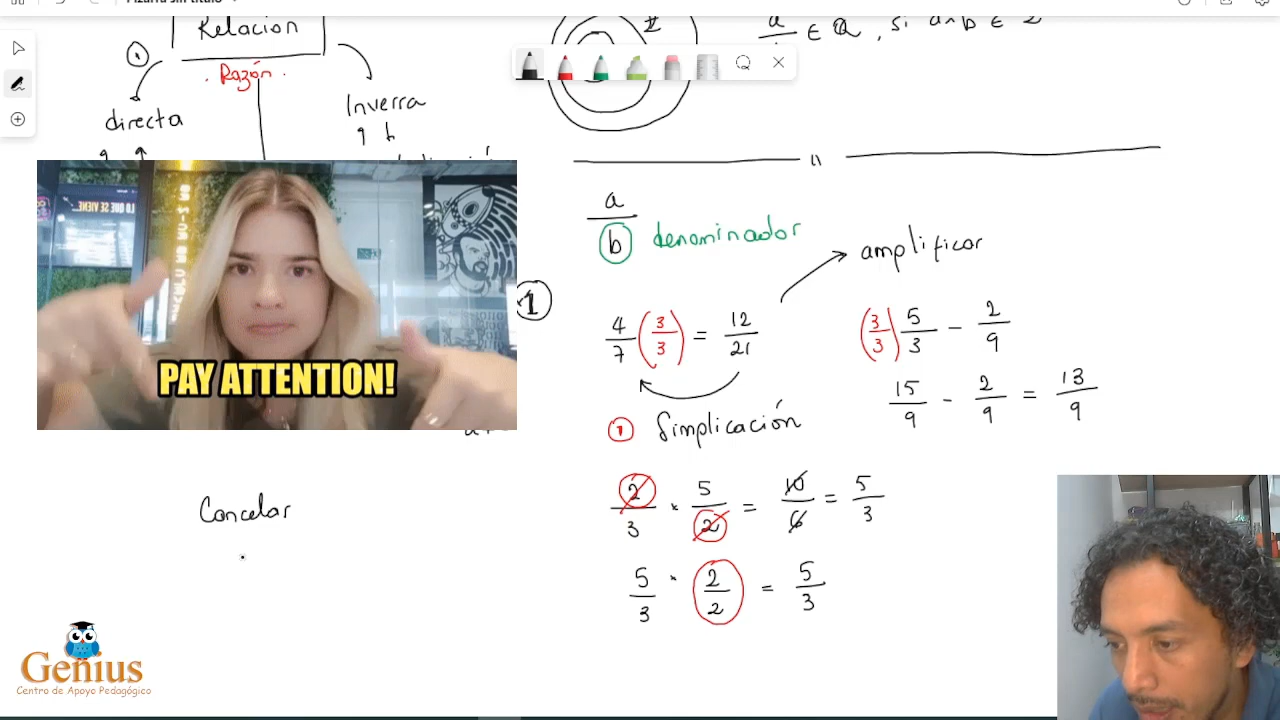 Relación
Razón
directa
Inversa
∈ Q, si
a
b denominador
amplificar
1
4/7 (3/3) = 12/21
(3/3) 5/3 - 2/9
15/9 - 2/9 = 13/9
1 Simplicación
2/3 * 5/2 = 10/6 = 5/3
5/3 * 2/2 = 5/3
Cancelar
PAY ATTENTION!
Genius
Centro de Apoyo Pedagógico